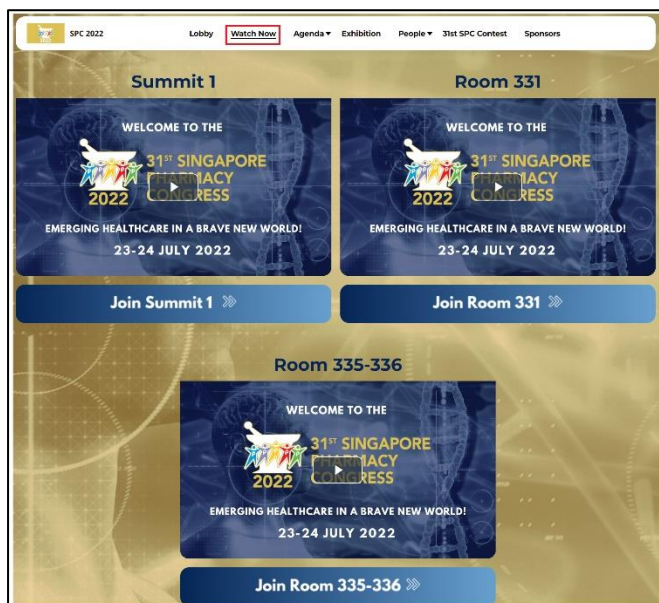 SPC 2022 Lobby Watch Now Agenda Exhibition People 31st SPC Contest Sponsors
Summit 1
WELCOME TO THE
31ST SINGAPORE
PHARMACY
CONGRESS
2022
EMERGING HEALTHCARE IN A BRAVE NEW WORLD!
23-24 JULY 2022
Join Summit 1
Room 331
WELCOME TO THE
31ST SINGAPORE
PHARMACY
CONGRESS
2022
EMERGING HEALTHCARE IN A BRAVE NEW WORLD!
23-24 JULY 2022
Join Room 331
Room 335-336
WELCOME TO THE
31ST SINGAPORE
PHARMACY
CONGRESS
2022
EMERGING HEALTHCARE IN A BRAVE NEW WORLD!
23-24 JULY 2022
Join Room 335-336